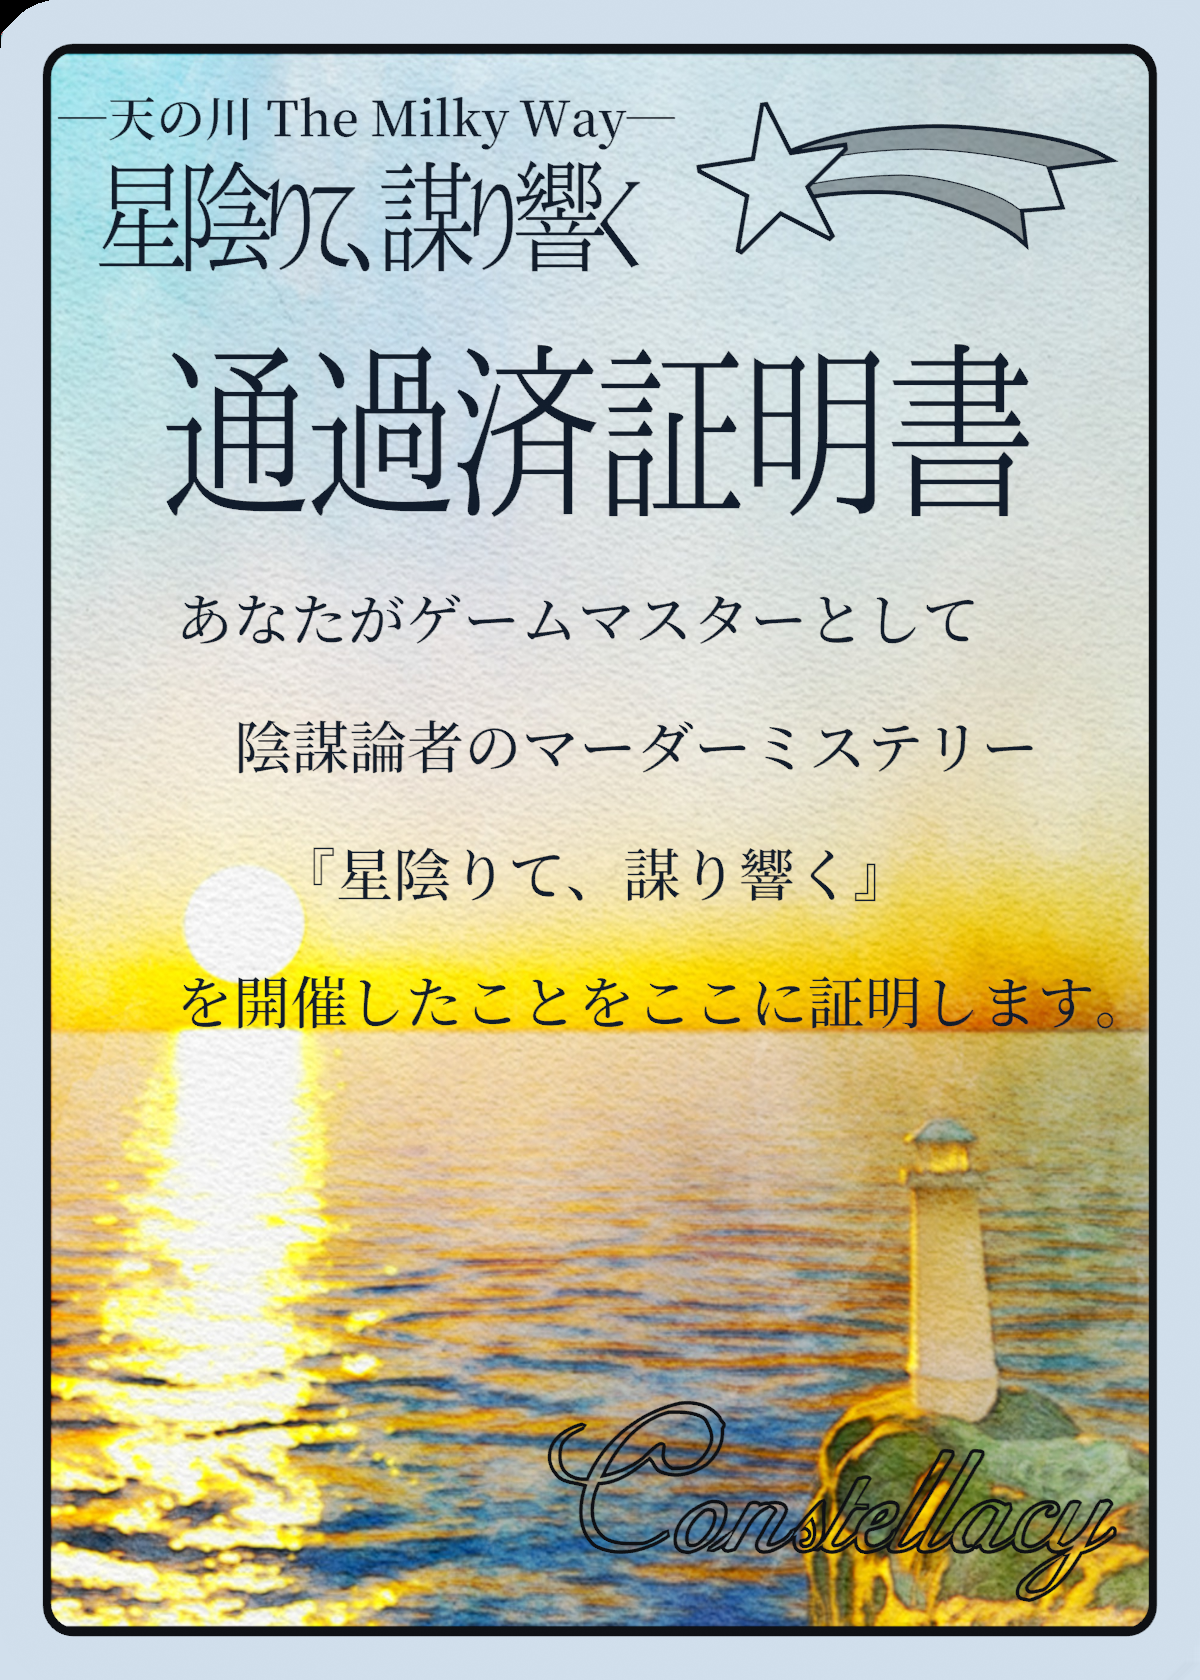 ―天の川 The Milky Way―
星陰りて、謀り響く
通過済証明書
あなたがゲームマスターとして
陰謀論者のマーダーミステリー
『星陰りて、謀り響く』
を開催したことをここに証明します。
Constellacy